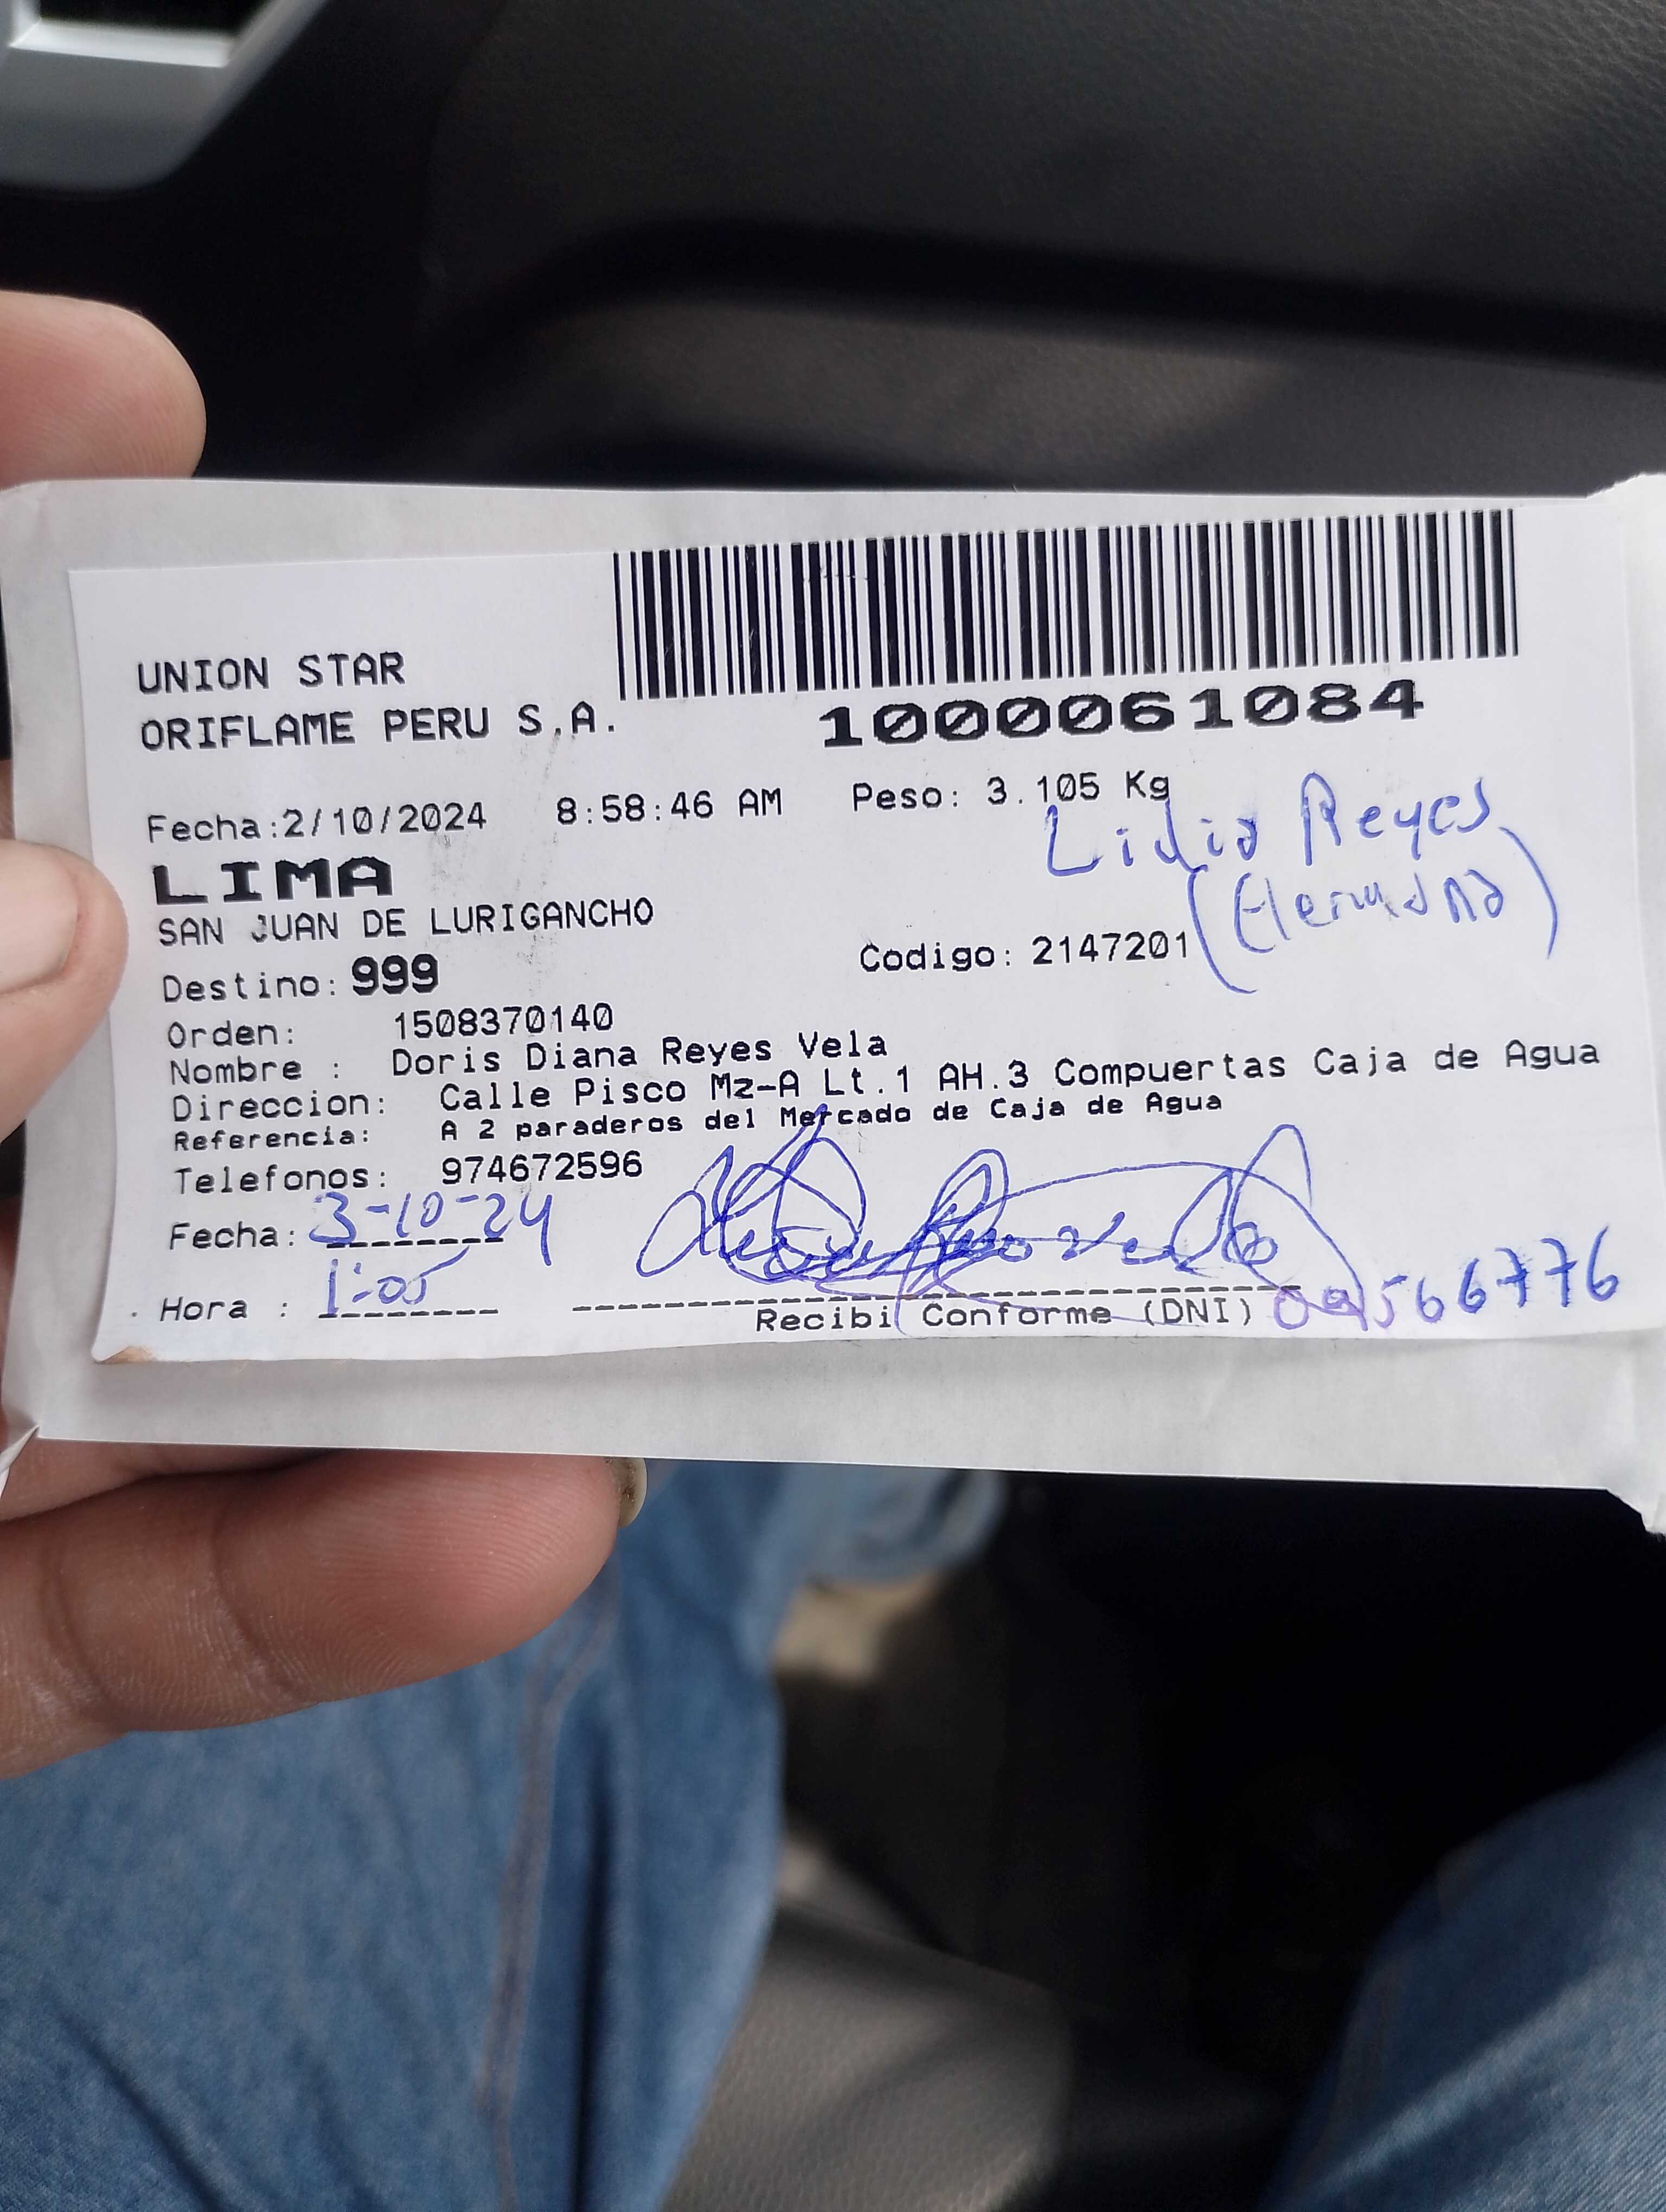 UNION STAR
ORIFLAME PERU S.A.
1000061084
Fecha:2/10/2024 8:58:46 AM Peso: 3.105 Kg
Lidia Reyes
(Hermana)
LIMA
SAN JUAN DE LURIGANCHO
Destino: 999 Codigo: 2147201
Orden: 1508370140
Nombre : Doris Diana Reyes Vela
Direccion: Calle Pisco Mz-A Lt.1 AH.3 Compuertas Caja de Agua
Referencia: A 2 paraderos del Mercado de Caja de Agua
Telefonos: 974672596
Fecha: 3-10-24
Hora : 1:05
Recibi Conforme (DNI) 09566776